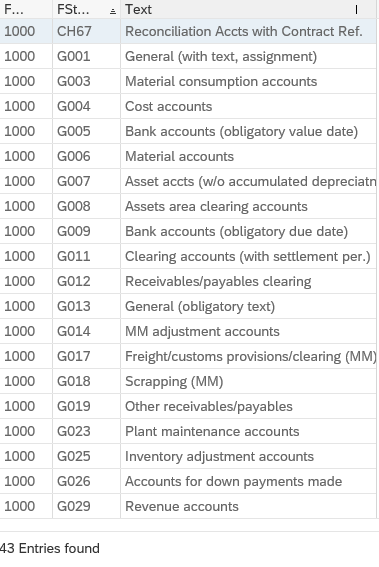 F... FSt... Text
1000 CH67 Reconciliation Accts with Contract Ref.
1000 G001 General (with text, assignment)
1000 G003 Material consumption accounts
1000 G004 Cost accounts
1000 G005 Bank accounts (obligatory value date)
1000 G006 Material accounts
1000 G007 Asset accts (w/o accumulated depreciatn
1000 G008 Assets area clearing accounts
1000 G009 Bank accounts (obligatory due date)
1000 G011 Clearing accounts (with settlement per.)
1000 G012 Receivables/payables clearing
1000 G013 General (obligatory text)
1000 G014 MM adjustment accounts
1000 G017 Freight/customs provisions/clearing (MM)
1000 G018 Scrapping (MM)
1000 G019 Other receivables/payables
1000 G023 Plant maintenance accounts
1000 G025 Inventory adjustment accounts
1000 G026 Accounts for down payments made
1000 G029 Revenue accounts
43 Entries found